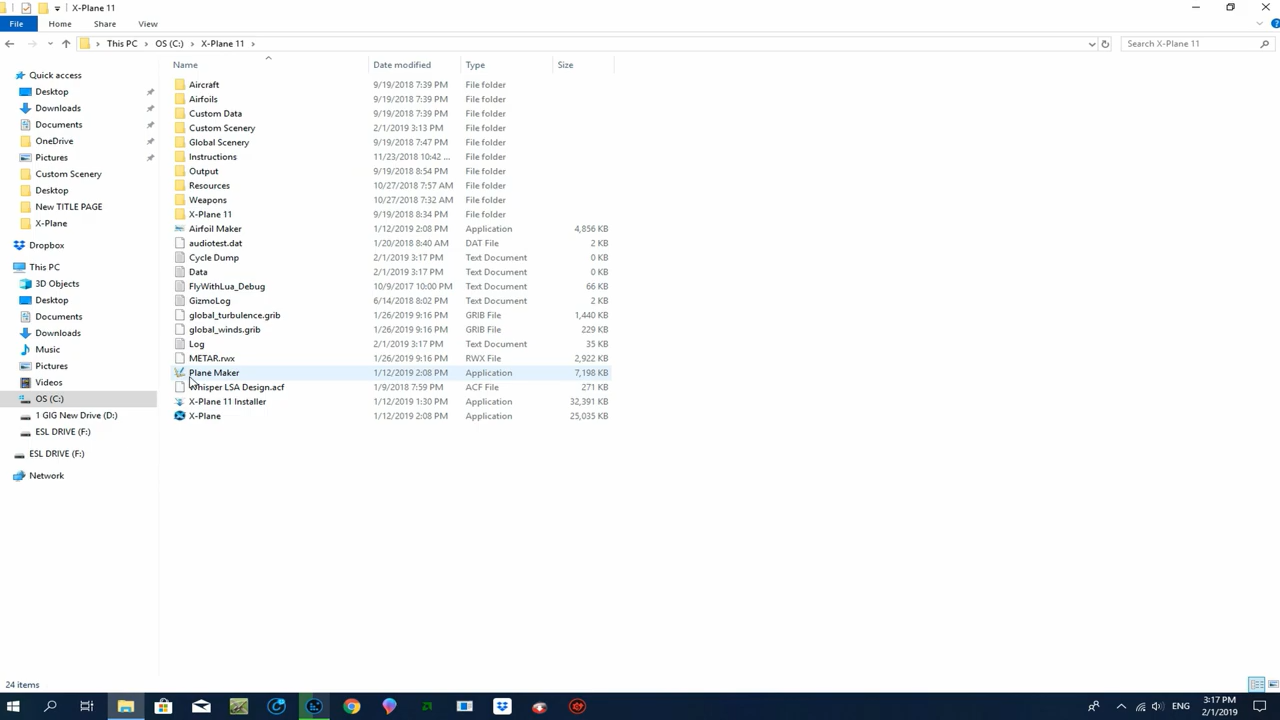 X-Plane 11
File Home Share View
This PC OS (C:) X-Plane 11 Search X-Plane 11
Name Date modified Type Size
Quick access
Desktop
Downloads
Documents
OneDrive
Pictures
Custom Scenery
Desktop
New TITLE PAGE
X-Plane
Dropbox
This PC
3D Objects
Desktop
Documents
Downloads
Music
Pictures
Videos
OS (C:)
1 GIG New Drive (D:)
ESL DRIVE (F:)
ESL DRIVE (F:)
Network
Aircraft 9/19/2018 7:39 PM File folder
Airfoils 9/19/2018 7:39 PM File folder
Custom Data 9/19/2018 7:39 PM File folder
Custom Scenery 2/1/2019 3:13 PM File folder
Global Scenery 9/19/2018 7:47 PM File folder
Instructions 11/23/2018 10:42 ... File folder
Output 9/19/2018 8:54 PM File folder
Resources 10/27/2018 7:57 AM File folder
Weapons 10/27/2018 7:32 AM File folder
X-Plane 11 9/19/2018 8:34 PM File folder
Airfoil Maker 1/12/2019 2:08 PM Application 4,856 KB
audiotest.dat 1/20/2018 8:40 AM DAT File 2 KB
Cycle Dump 2/1/2019 3:17 PM Text Document 0 KB
Data 2/1/2019 3:17 PM Text Document 0 KB
FlyWithLua_Debug 10/9/2017 10:00 PM Text Document 66 KB
GizmoLog 6/14/2018 8:02 PM Text Document 2 KB
global_turbulence.grib 1/26/2019 9:16 PM GRIB File 1,440 KB
global_winds.grib 1/26/2019 9:16 PM GRIB File 229 KB
Log 2/1/2019 3:17 PM Text Document 35 KB
METAR.rwx 1/26/2019 9:16 PM RWX File 2,922 KB
Plane Maker 1/12/2019 2:08 PM Application 7,198 KB
Whisper LSA Design.acf 1/9/2018 7:59 PM ACF File 271 KB
X-Plane 11 Installer 1/12/2019 1:30 PM Application 32,391 KB
X-Plane 1/12/2019 2:08 PM Application 25,035 KB
24 items
ENG 3:17 PM
2/1/2019